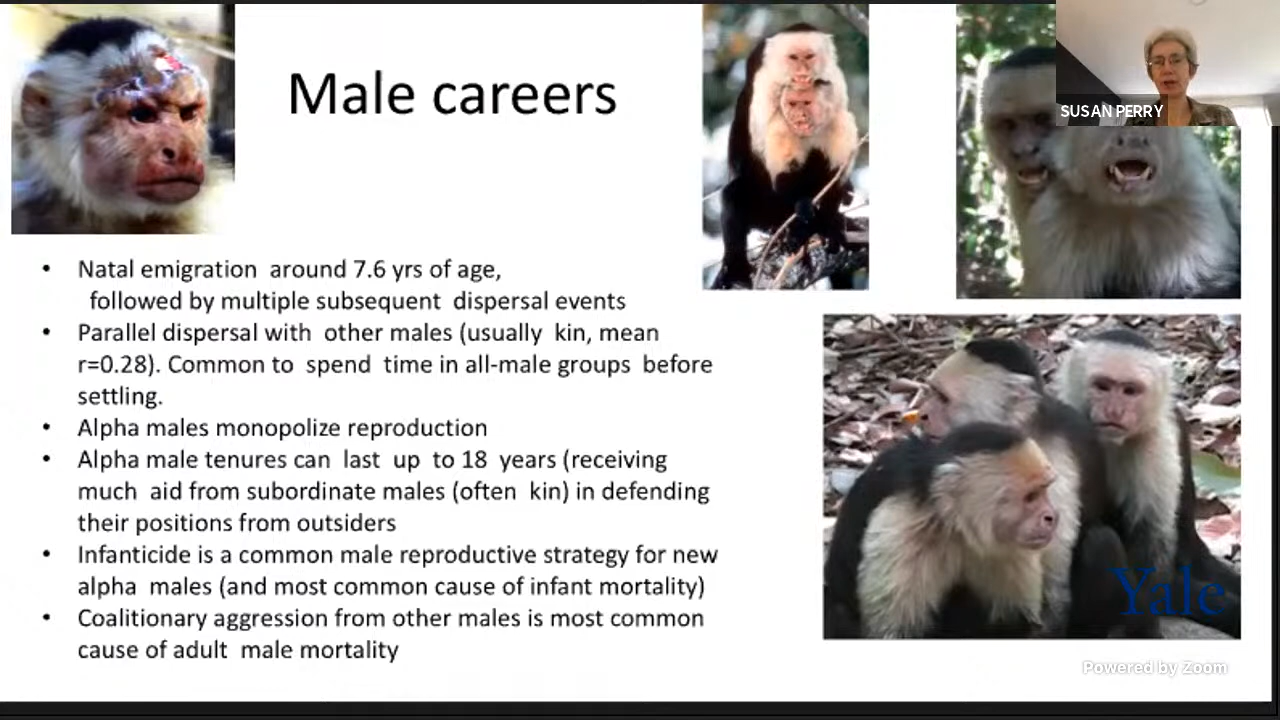 Male careers
SUSAN PERRY
• Natal emigration around 7.6 yrs of age,
followed by multiple subsequent dispersal events
• Parallel dispersal with other males (usually kin, mean
r=0.28). Common to spend time in all-male groups before
settling.
• Alpha males monopolize reproduction
• Alpha male tenures can last up to 18 years (receiving
much aid from subordinate males (often kin) in defending
their positions from outsiders
• Infanticide is a common male reproductive strategy for new
alpha males (and most common cause of infant mortality)
• Coalitionary aggression from other males is most common
cause of adult male mortality
Yale
Powered by Zoom